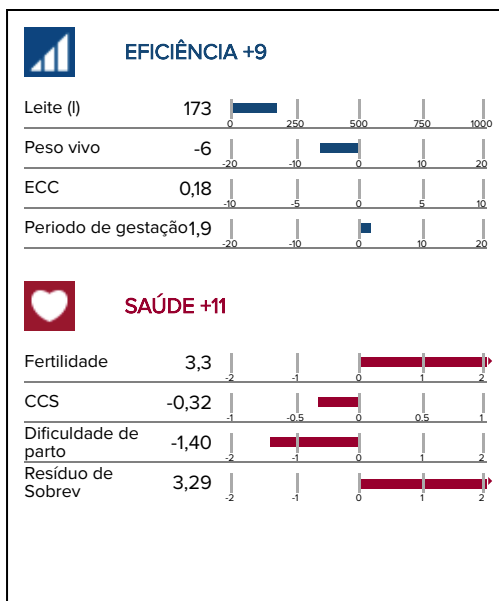 EFICIÊNCIA +9
Leite (l) 173
0 250 500 750 1000
Peso vivo -6
-20 -10 0 10 20
ECC 0,18
-10 -5 0 5 10
Periodo de gestação 1,9
-20 -10 0 10 20
SAÚDE +11
Fertilidade 3,3
-2 -1 0 1 2
CCS -0,32
-1 -0.5 0 0.5 1
Dificuldade de
parto -1,40
-2 -1 0 1 2
Resíduo de
Sobrev 3,29
-2 -1 0 1 2